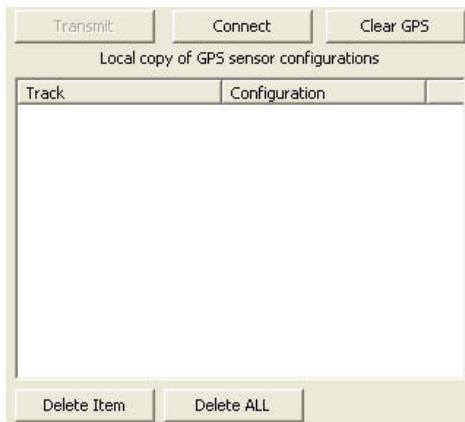 Transmit Connect Clear GPS
Local copy of GPS sensor configurations
Track Configuration
Delete Item Delete ALL